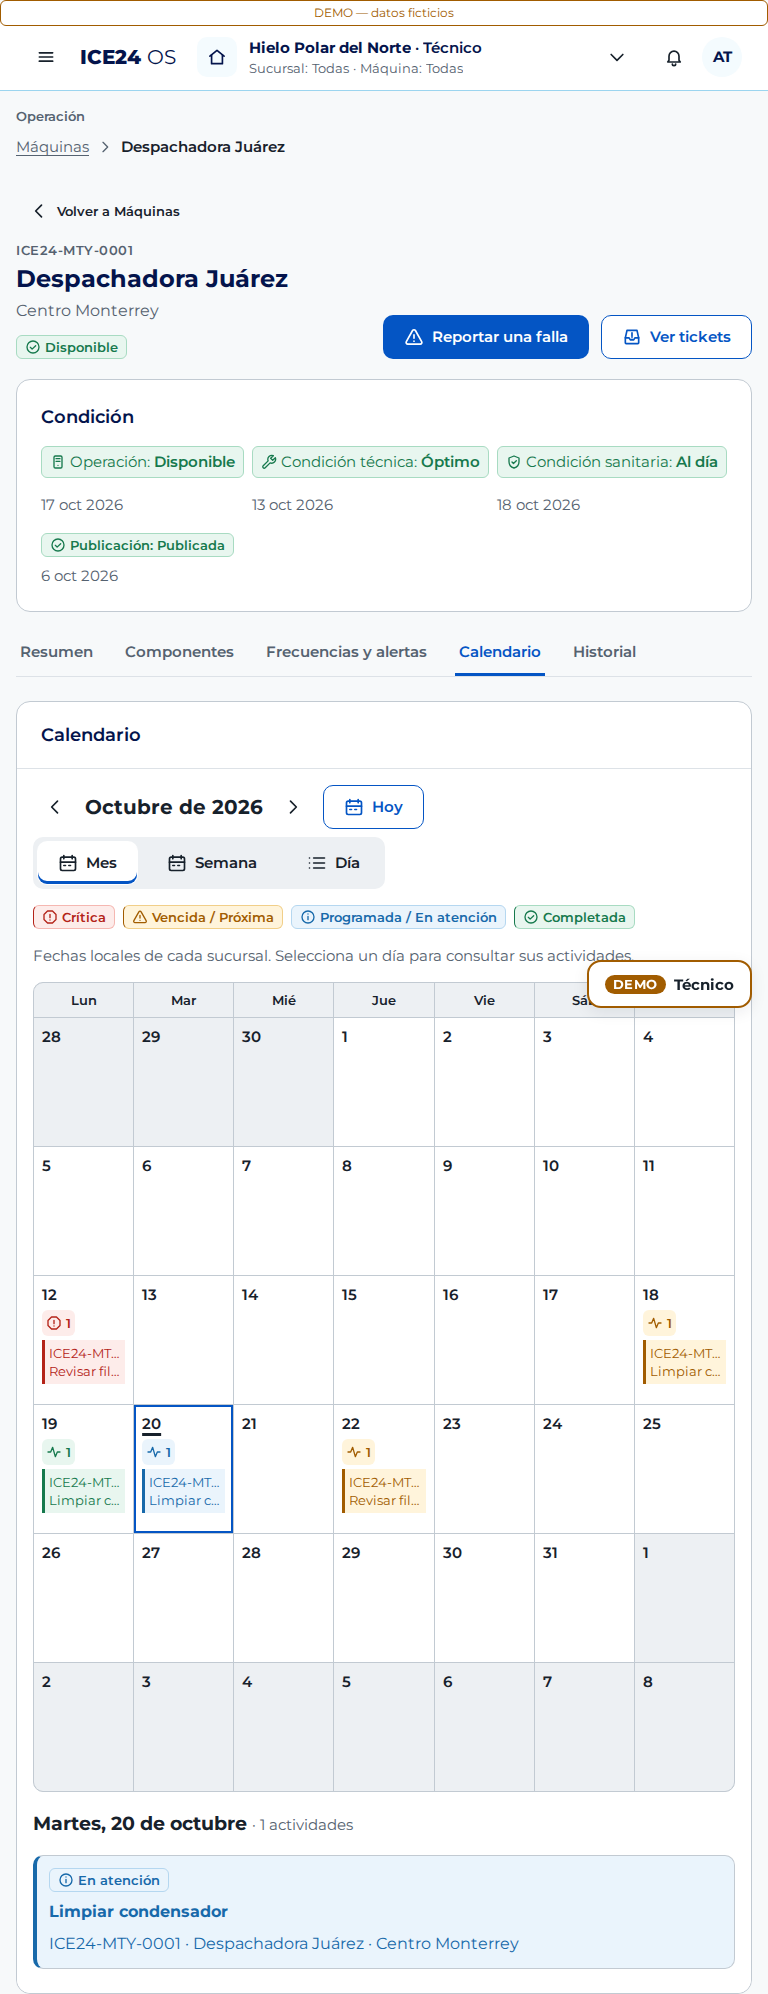 DEMO — datos ficticios
ICE24 OS
Hielo Polar del Norte · Técnico
Sucursal: Todas · Máquina: Todas
AT
Operación
Máquinas > Despachadora Juárez
Volver a Máquinas
ICE24-MTY-0001
Despachadora Juárez
Centro Monterrey
Disponible
Reportar una falla
Ver tickets
Condición
Operación: Disponible
Condición técnica: Óptimo
Condición sanitaria: Al día
17 oct 2026
13 oct 2026
18 oct 2026
Publicación: Publicada
6 oct 2026
Resumen Componentes Frecuencias y alertas Calendario Historial
Calendario
Octubre de 2026
Hoy
Mes Semana Día
Crítica Vencida / Próxima Programada / En atención Completada
Fechas locales de cada sucursal. Selecciona un día para consultar sus actividades.
DEMO Técnico
Lun Mar Mié Jue Vie
28 29 30 1 2 3 4
5 6 7 8 9 10 11
12 13 14 15 16 17 18
1 1
ICE24-MT... ICE24-MT...
Revisar fil... Limpiar c...
19 20 21 22 23 24 25
1 1 1
ICE24-MT... ICE24-MT... ICE24-MT...
Limpiar c... Limpiar c... Revisar fil...
26 27 28 29 30 31 1
2 3 4 5 6 7 8
Martes, 20 de octubre · 1 actividades
En atención
Limpiar condensador
ICE24-MTY-0001 · Despachadora Juárez · Centro Monterrey